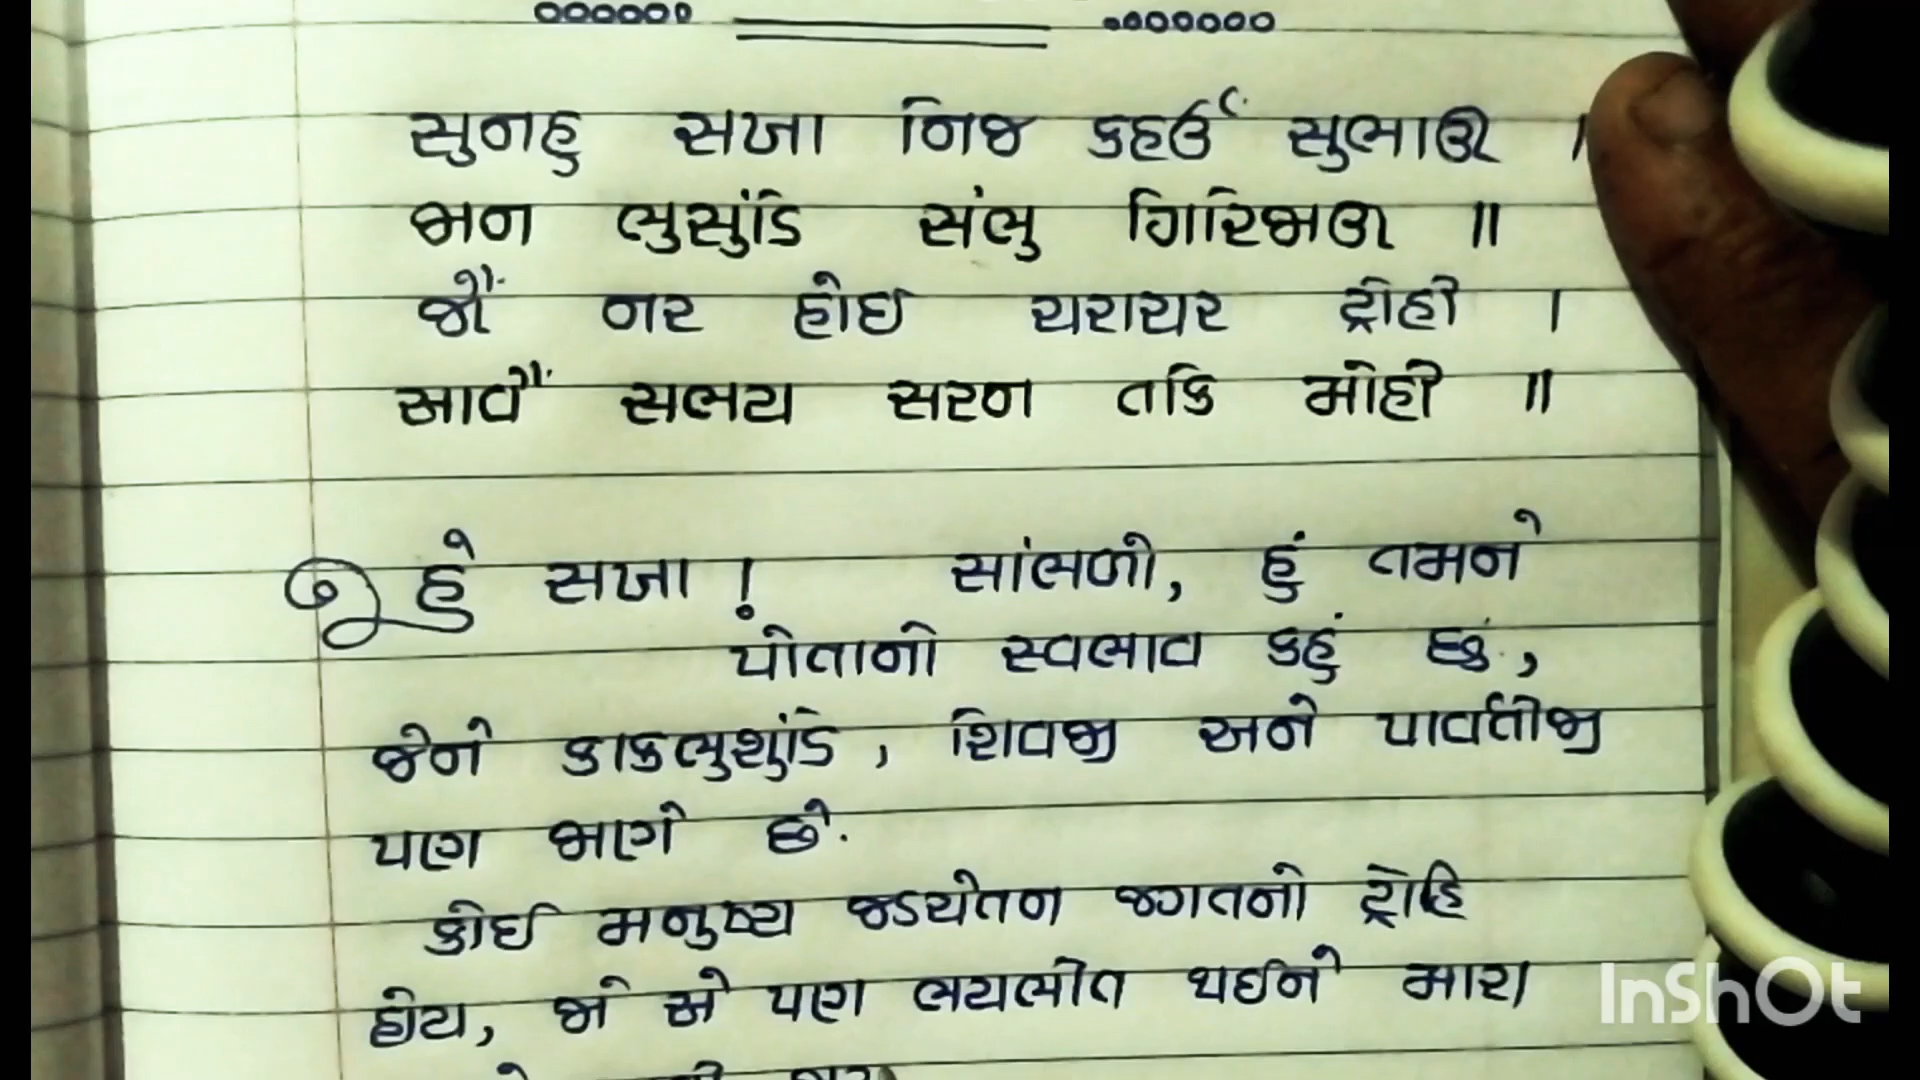 સુનહુ સખા નિજ કહઉઁ સુભાઊ ।
જાન ભુસુંડિ સંભુ ગિરિજાઊ ॥
જૌં નર હોઇ ચરાચર દ્રોહી ।
આવૈ સભય સરન તકિ મોહી ॥
હે સખા ! સાંભળો, હું તમને
પોતાનો સ્વભાવ કહું છું,
જેને કાકભુશુંડિ, શિવજી અને પાર્વતીજી
પણ જાણે છે.
કોઈ મનુષ્ય જડચેતન જગતનો દ્રોહિ
હોય, જો એ પણ ભયભીત થઈને મારા
InShOt